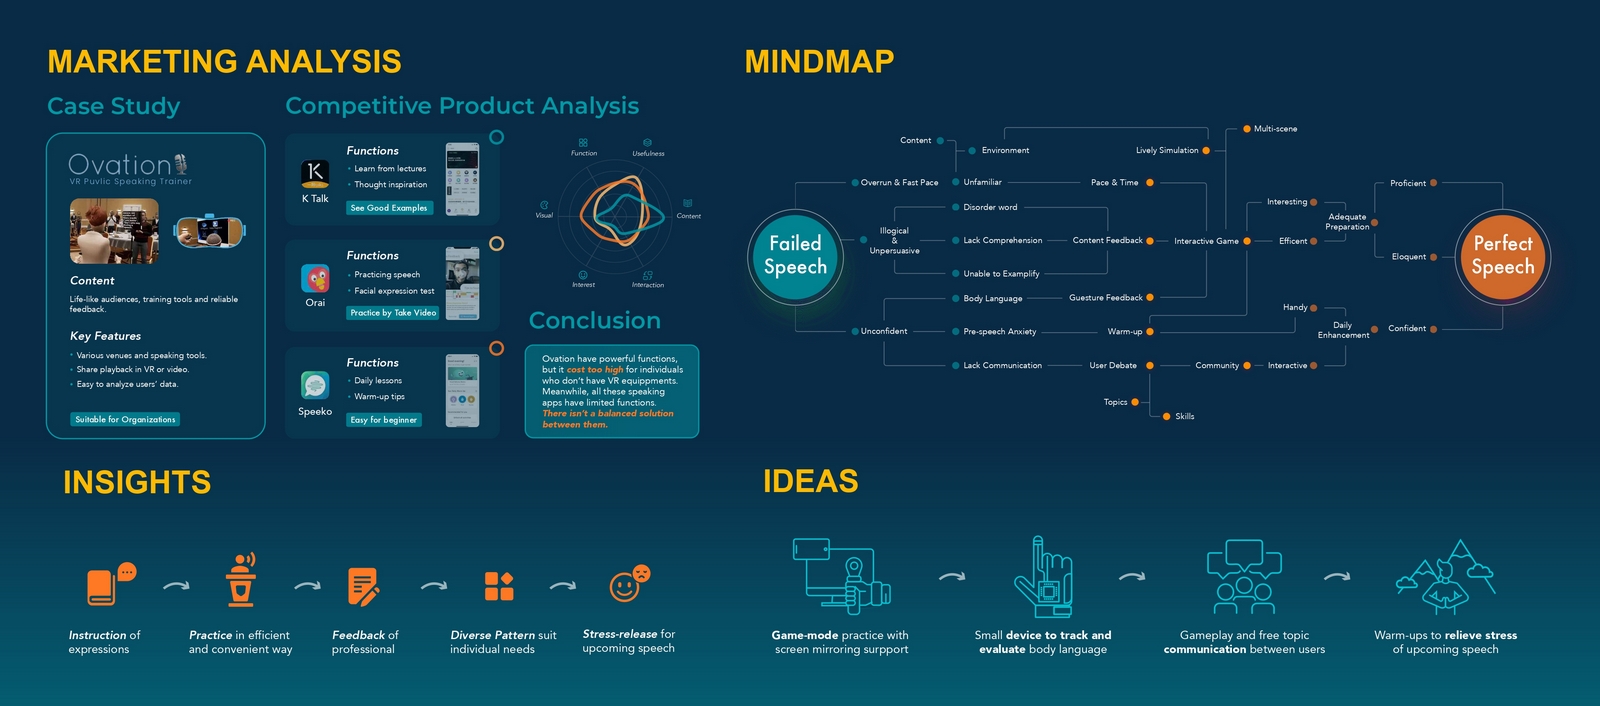 MARKETING ANALYSIS
Case Study
Ovation
VR Puvlic Speaking Trainer
Content
Life-like audiences, training tools and reliable
feedback.
Key Features
Various venues and speaking tools.
Share playback in VR or video.
Easy to analyze users' data.
Suitable for Organizations
Competitive Product Analysis
K Talk
Functions
Learn from lectures
Thought inspiration
See Good Examples
Orai
Functions
Practicing speech
Facial expression test
Practice by Take Video
Speeko
Functions
Daily lessons
Warm-up tips
Easy for beginner
Function
Usefulness
Visual
Content
Interest
Interaction
Conclusion
Ovation have powerful functions,
but it cost too high for individuals
who don't have VR equippments.
Meanwhile, all these speaking
apps have limited functions.
There isn't a balanced solution
between them.
MINDMAP
Failed
Speech
Content
Environment
Lively Simulation
Multi-scene
Overrun & Fast Pace
Unfamiliar
Pace & Time
Disorder word
Illogical
&
Unpersuasive
Lack Comprehension
Content Feedback
Interactive Game
Unable to Examplify
Body Language
Guesture Feedback
Unconfident
Pre-speech Anxiety
Warm-up
Lack Communication
User Debate
Community
Interactive
Topics
Skills
Interesting
Efficent
Adequate
Preparation
Proficient
Eloquent
Handy
Daily
Enhancement
Confident
Perfect
Speech
INSIGHTS
Instruction of
expressions
Practice in efficient
and convenient way
Feedback of
professional
Diverse Pattern suit
individual needs
Stress-release for
upcoming speech
IDEAS
Game-mode practice with
screen mirroring surpport
Small device to track and
evaluate body language
Gameplay and free topic
communication between users
Warm-ups to relieve stress
of upcoming speech